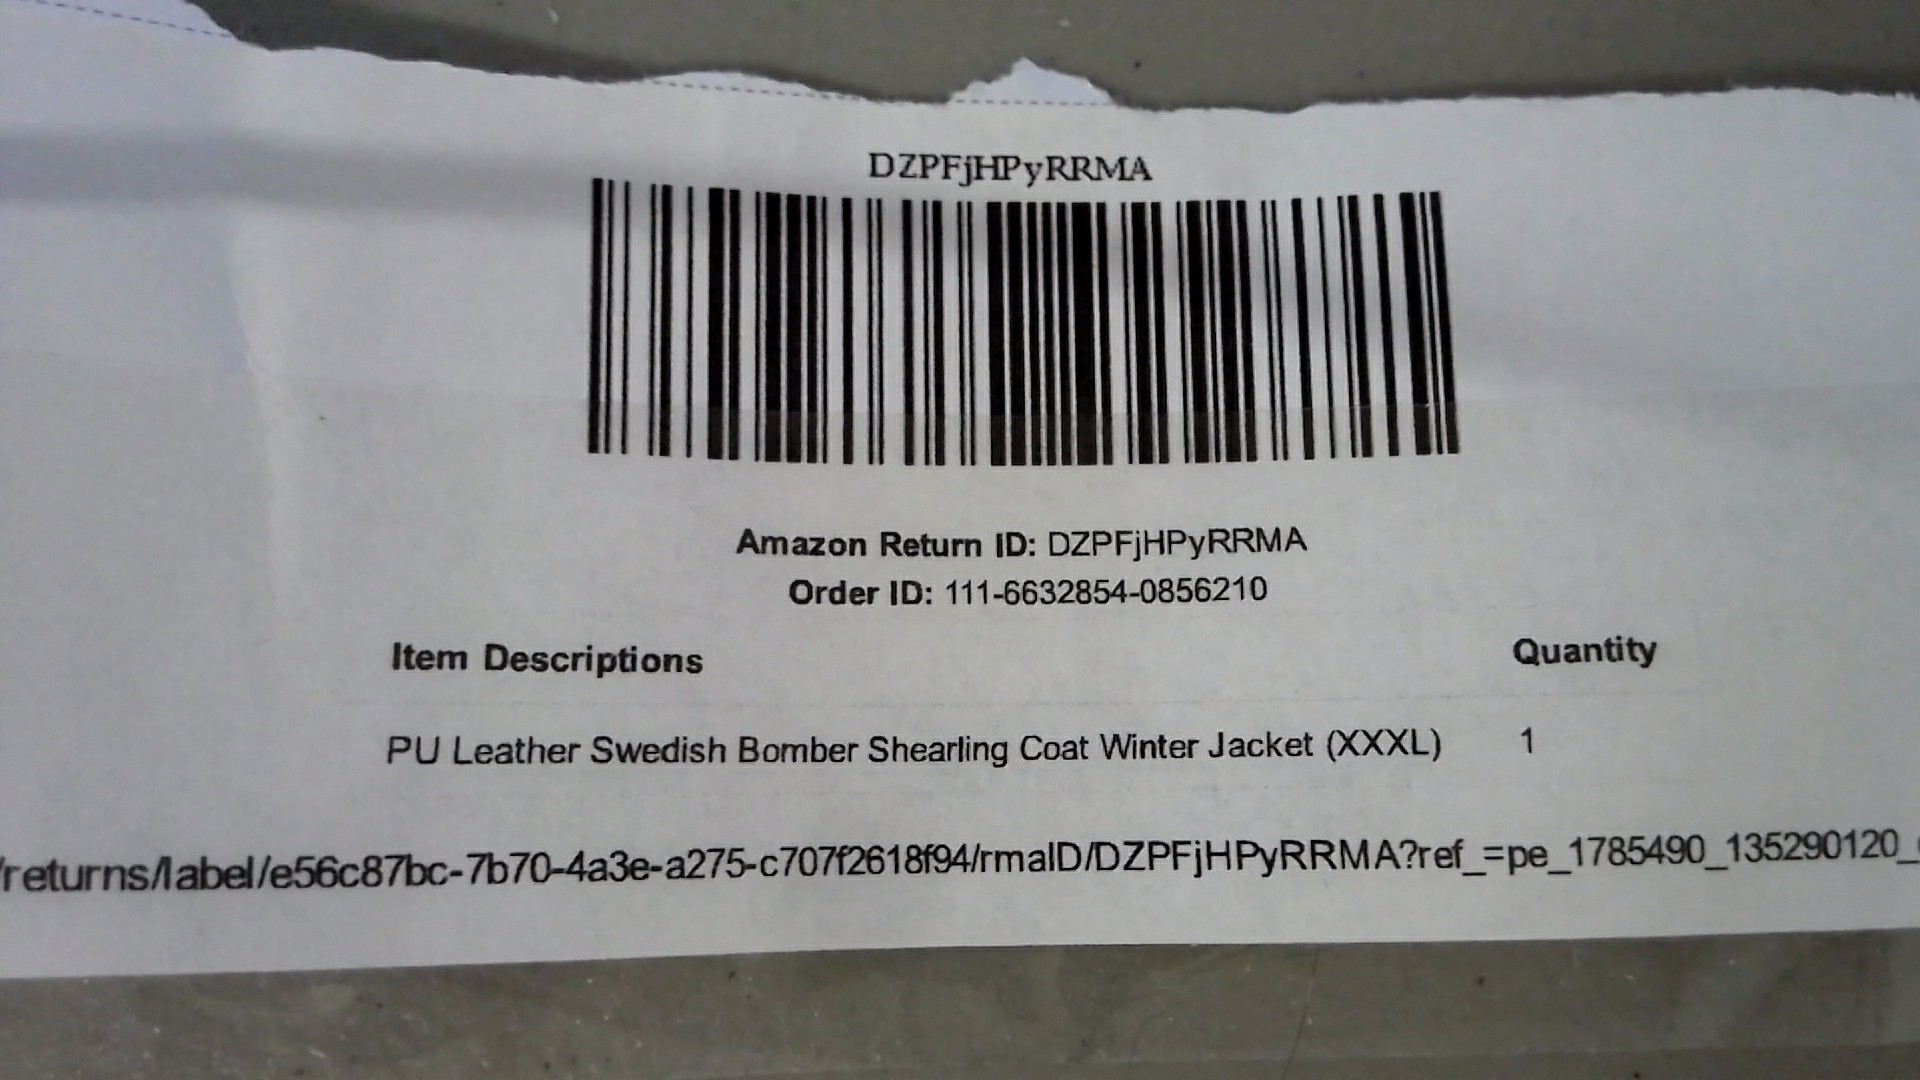 DZPFjHPyRRMA
Amazon Return ID: DZPFjHPyRRMA
Order ID: 111-6632854-0856210
Item Descriptions Quantity
PU Leather Swedish Bomber Shearling Coat Winter Jacket (XXXL) 1
/returns/label/e56c87bc-7b70-4a3e-a275-c707f2618f94/rmaID/DZPFjHPyRRMA?ref_=pe_1785490_135290120_